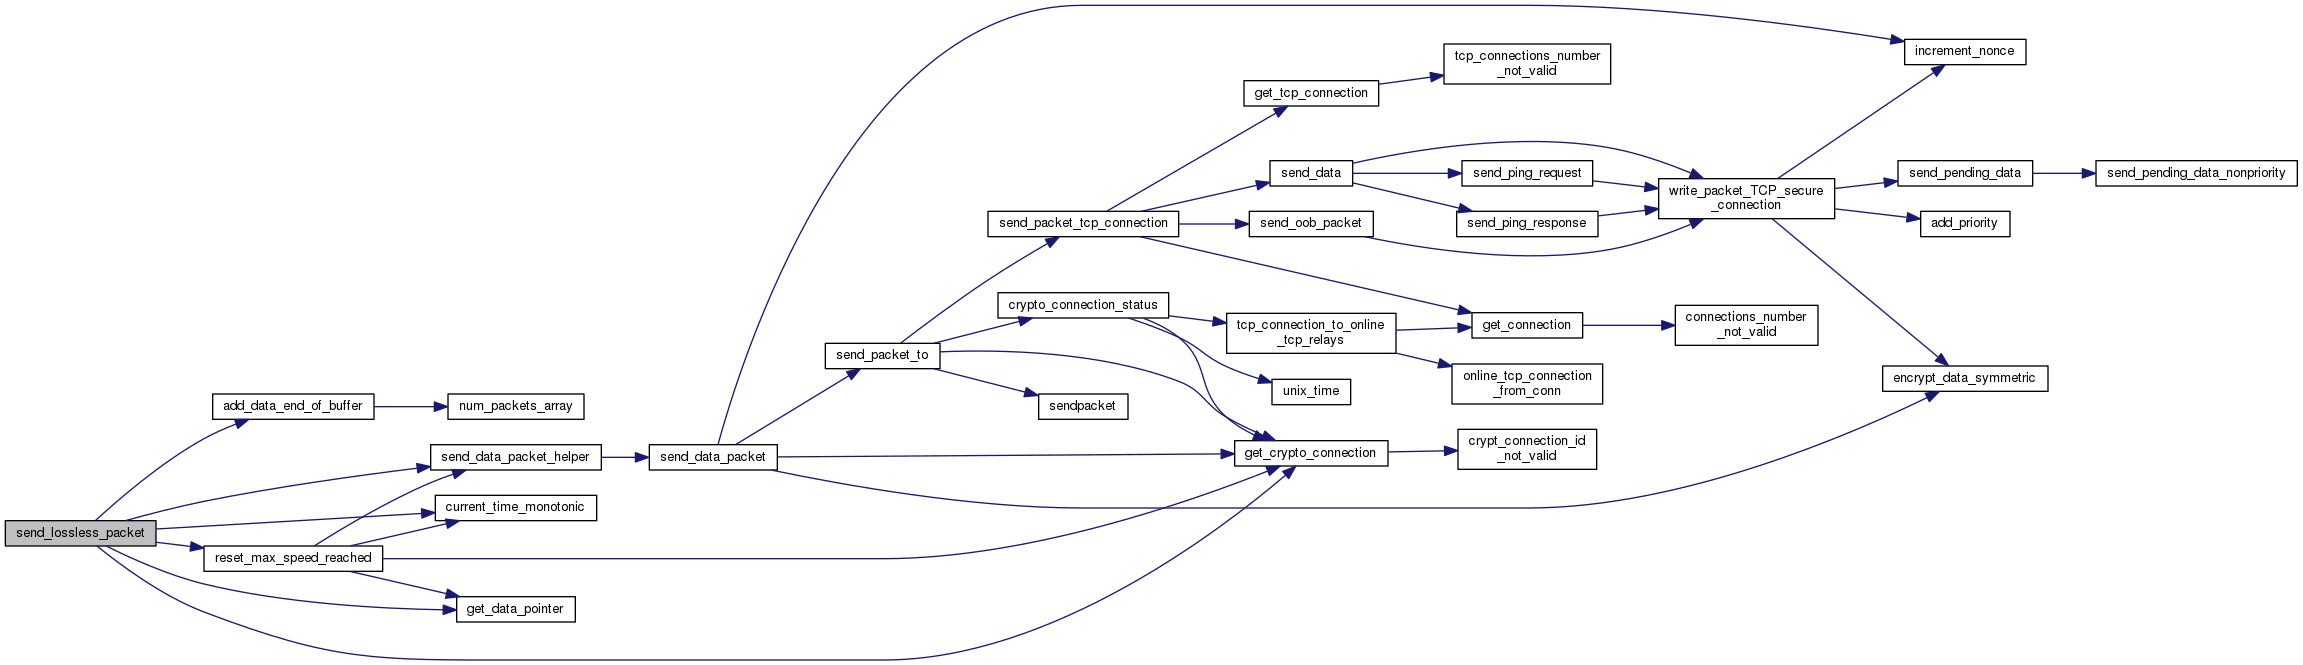 send_lossless_packet
add_data_end_of_buffer
num_packets_array
send_data_packet_helper
current_time_monotonic
reset_max_speed_reached
get_data_pointer
send_data_packet
send_packet_to
send_packet_tcp_connection
crypto_connection_status
sendpacket
get_tcp_connection
tcp_connections_number
_not_valid
send_data
send_oob_packet
send_ping_request
send_ping_response
tcp_connection_to_online
_tcp_relays
unix_time
get_crypto_connection
get_connection
online_tcp_connection
_from_conn
crypt_connection_id
_not_valid
connections_number
_not_valid
write_packet_TCP_secure
_connection
increment_nonce
send_pending_data
send_pending_data_nonpriority
add_priority
encrypt_data_symmetric